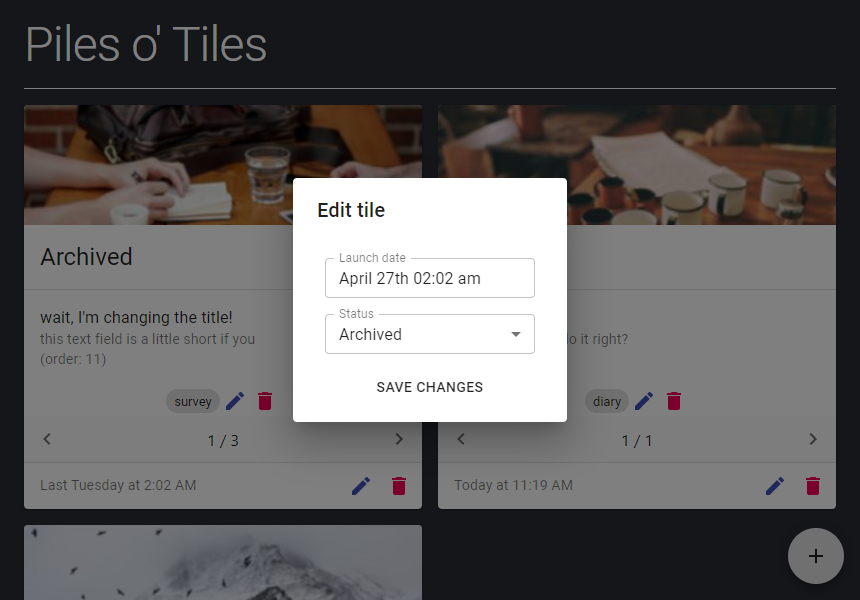 Piles o' Tiles
Edit tile
Launch date
April 27th 02:02 am
Status
Archived
SAVE CHANGES
Archived
wait, I'm changing the title!
this text field is a little short if you
(order: 11)
survey
1 / 3
Last Tuesday at 2:02 AM
do it right?
diary
1 / 1
Today at 11:19 AM